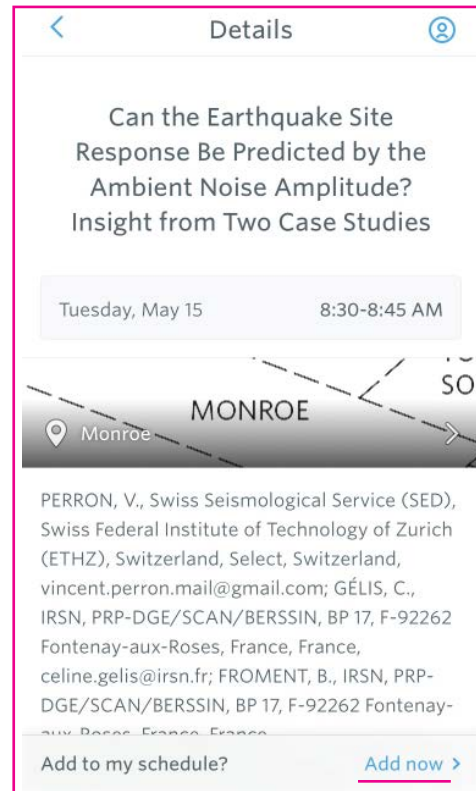 Details
Can the Earthquake Site
Response Be Predicted by the
Ambient Noise Amplitude?
Insight from Two Case Studies
Tuesday, May 15 8:30-8:45 AM
SO
MONROE
Monroe
PERRON, V., Swiss Seismological Service (SED),
Swiss Federal Institute of Technology of Zurich
(ETHZ), Switzerland, Select, Switzerland,
vincent.perron.mail@gmail.com; GÉLIS, C.,
IRSN, PRP-DGE/SCAN/BERSSIN, BP 17, F-92262
Fontenay-aux-Roses, France, France,
celine.gelis@irsn.fr; FROMENT, B., IRSN, PRP-
DGE/SCAN/BERSSIN, BP 17, F-92262 Fontenay-
aux-Roses, France, France
Add to my schedule? Add now >